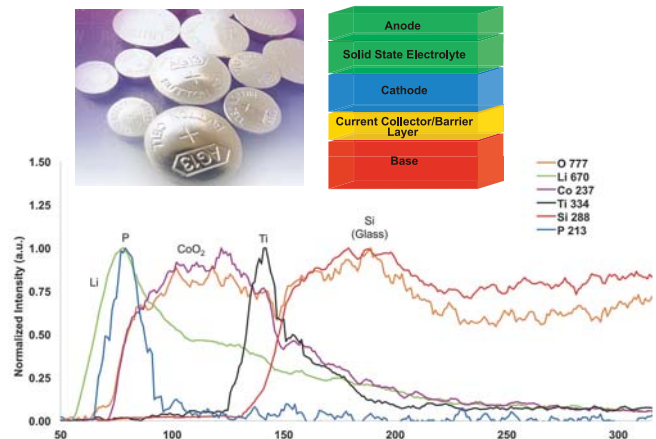 AG13
Anode
Solid State Electrolyte
Cathode
Current Collector/Barrier
Layer
Base
Normalized Intensity (a.u.)
1.50
1.25
1.00
0.75
0.50
0.25
0.00
50
100
150
200
250
300
Li
P
CoO₂
Ti
Si
(Glass)
O 777
Li 670
Co 237
Ti 334
Si 288
P 213